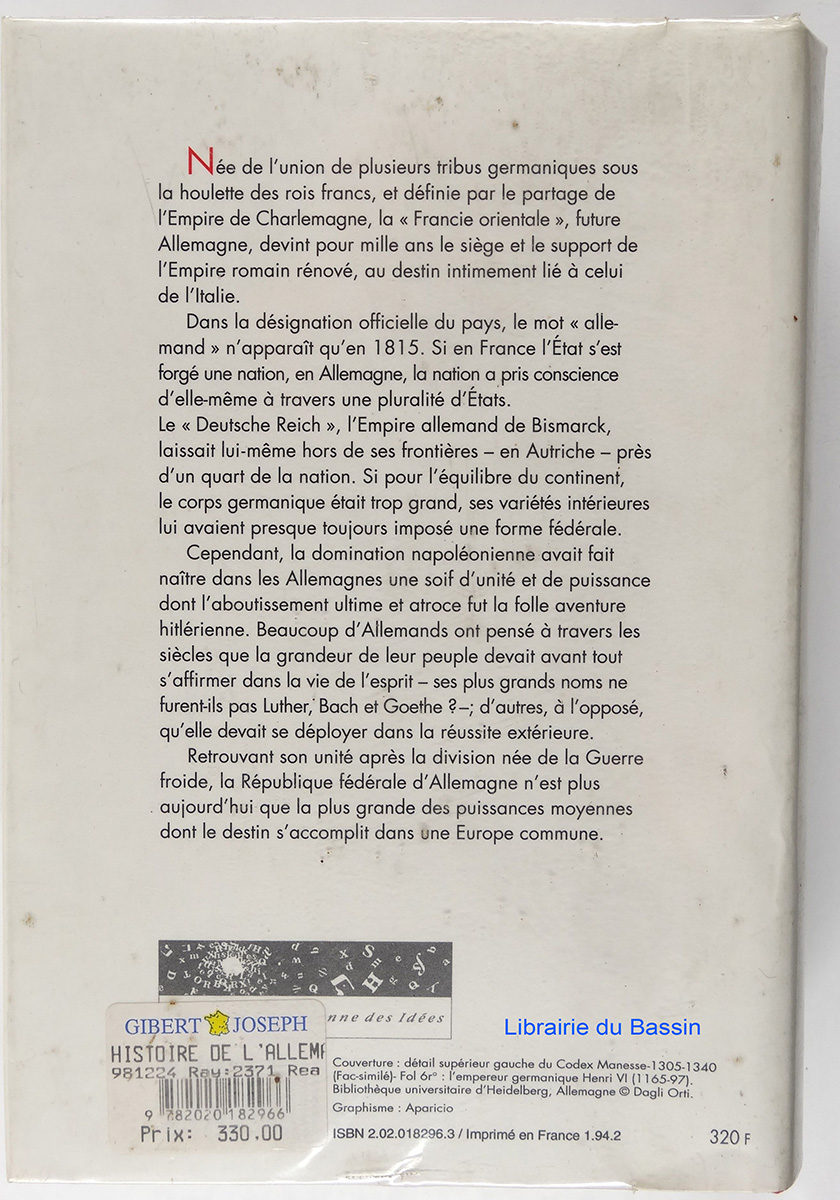 Née de l'union de plusieurs tribus germaniques sous
la houlette des rois francs, et définie par le partage de
l'Empire de Charlemagne, la « Francie orientale », future
Allemagne, devint pour mille ans le siège et le support de
l'Empire romain rénové, au destin intimement lié à celui
de l'Italie.
Dans la désignation officielle du pays, le mot « alle-
mand » n'apparaît qu'en 1815. Si en France l'État s'est
forgé une nation, en Allemagne, la nation a pris conscience
d'elle-même à travers une pluralité d'États.
Le « Deutsche Reich », l'Empire allemand de Bismarck,
laissait lui-même hors de ses frontières – en Autriche – près
d'un quart de la nation. Si pour l'équilibre du continent,
le corps germanique était trop grand, ses variétés intérieures
lui avaient presque toujours imposé une forme fédérale.
Cependant, la domination napoléonienne avait fait
naître dans les Allemagnes une soif d'unité et de puissance
dont l'aboutissement ultime et atroce fut la folle aventure
hitlérienne. Beaucoup d'Allemands ont pensé à travers les
siècles que la grandeur de leur peuple devait avant tout
s'affirmer dans la vie de l'esprit – ses plus grands noms ne
furent-ils pas Luther, Bach et Goethe ? –; d'autres, à l'opposé,
qu'elle devait se déployer dans la réussite extérieure.
Retrouvant son unité après la division née de la Guerre
froide, la République fédérale d'Allemagne n'est plus
aujourd'hui que la plus grande des puissances moyennes
dont le destin s'accomplit dans une Europe commune.
nne des Idées
GIBERT JOSEPH
HISTOIRE DE L'ALLEM
981224 Ray:2371 Rea
9 782020 182966
Prix: 330.00
Librairie du Bassin
Couverture : détail supérieur gauche du Codex Manesse-1305-1340
(Fac-similé)- Fol 6r° : l'empereur germanique Henri VI (1165-97).
Bibliothèque universitaire d'Heidelberg, Allemagne © Dagli Orti.
Graphisme : Aparicio
ISBN 2.02.018296.3 / Imprimé en France 1.94.2
320 F